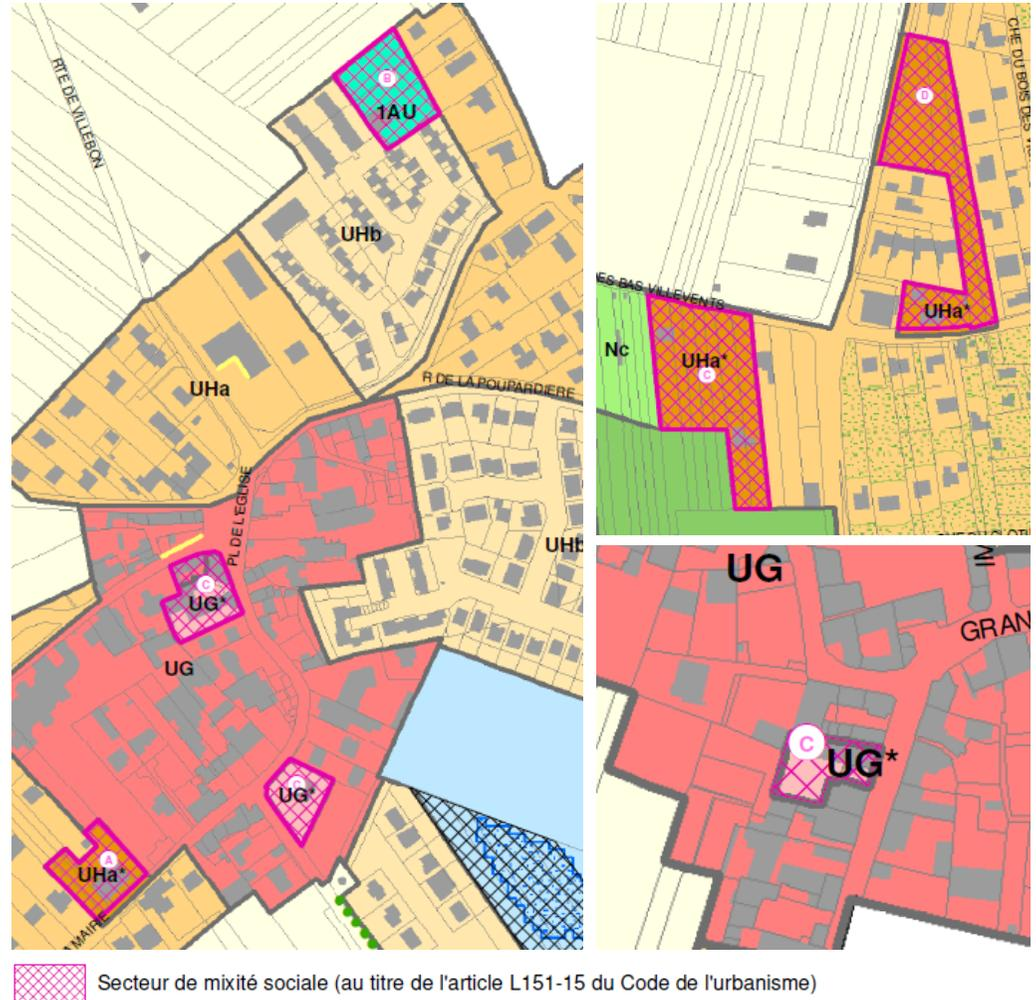 RTE DE VILLEBON
B
1AU
UHb
UHa
R DE LA POUPARDIERE
PL DE L'EGLISE
UHb
C
UG*
UG
C
UG*
A
UHa*
MAIRIE
CHE DU BOIS DES
D
UHa*
BAS VILLEVENTS
Nc
UHa*
C
UG
GRAN
C
UG*
Secteur de mixité sociale (au titre de l'article L151-15 du Code de l'urbanisme)